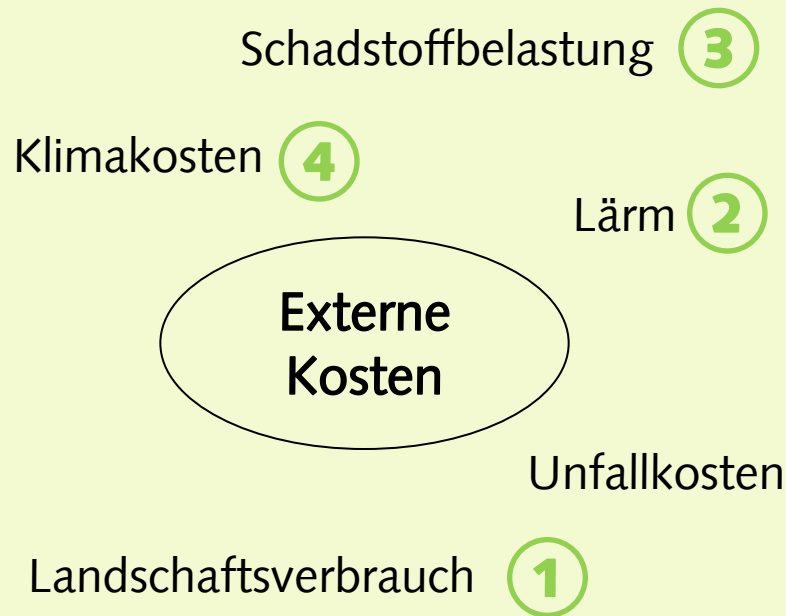 Schadstoffbelastung 3
Klimakosten 4
Lärm 2
Externe
Kosten
Unfallkosten
Landschaftsverbrauch 1